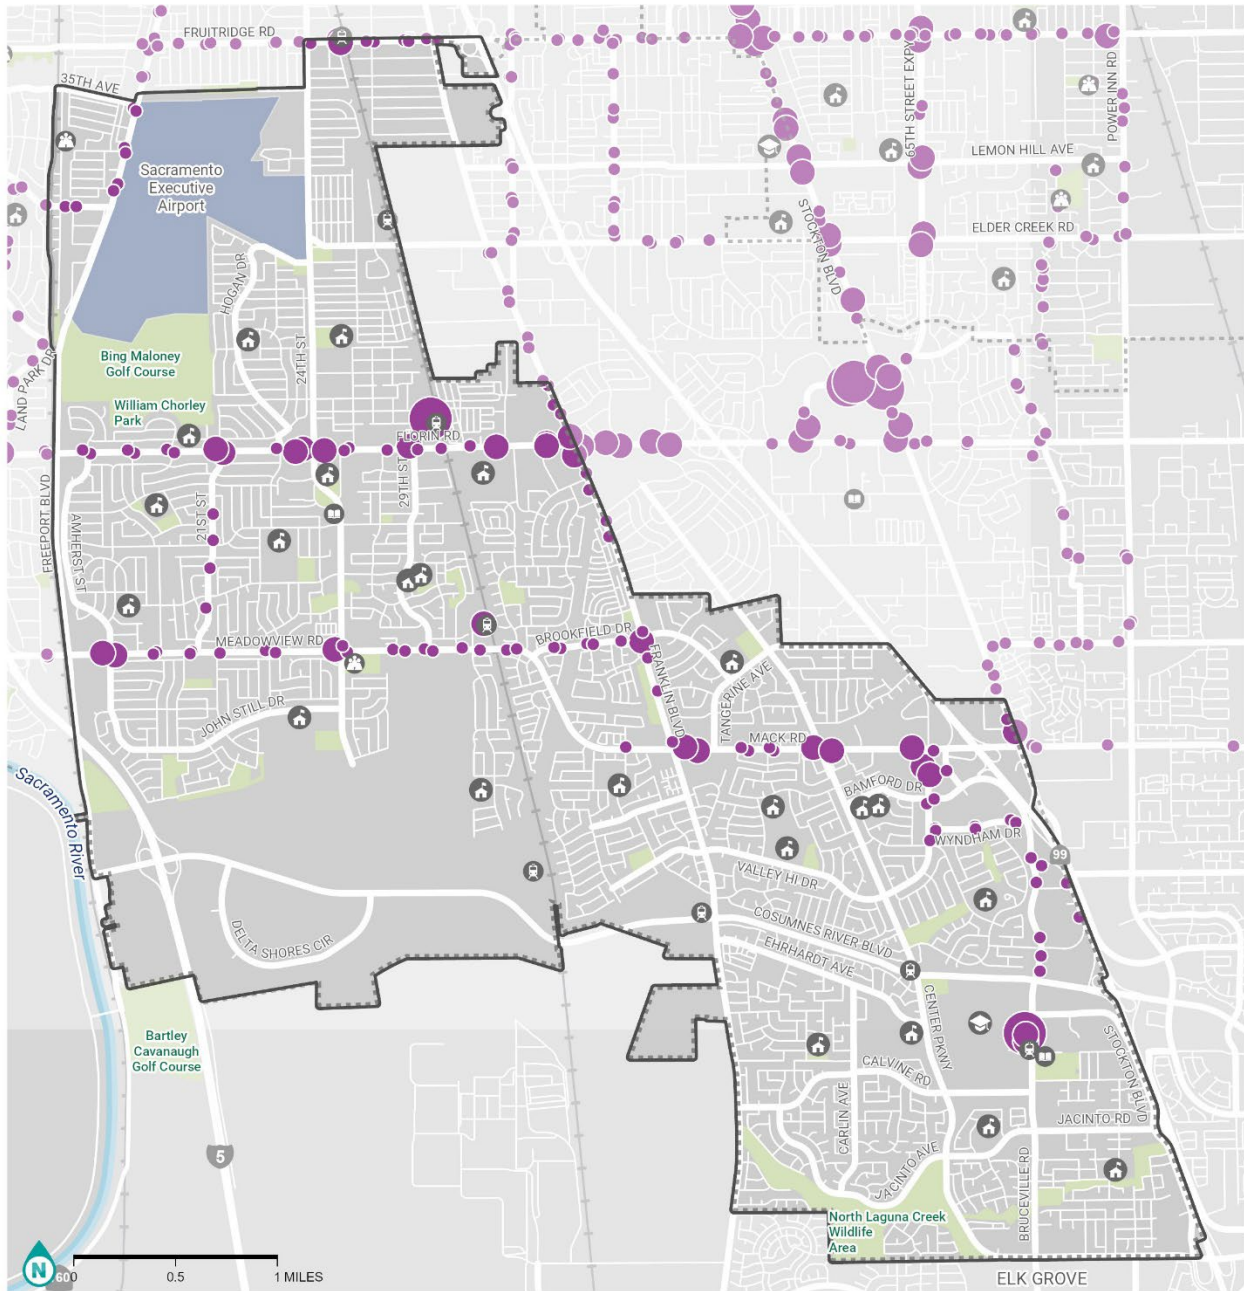 FRUITRIDGE RD
35TH AVE
65TH STREET EXPY
POWER INN RD
LEMON HILL AVE
Sacramento
Executive
Airport
STOCKTON BLVD
ELDER CREEK RD
HOGAN DR
24TH ST
LAND PARK DR
Bing Maloney
Golf Course
William Chorley
Park
FLORIN RD
29TH ST
21ST ST
FREEPORT BLVD
AMHERST ST
MEADOWVIEW RD
BROOKFIELD DR
FRANKLIN BLVD
TANGERINE AVE
JOHN STILL DR
MACK RD
Sacramento River
BAMFORD DR
WYNDHAM DR
99
VALLEY HI DR
DELTA SHORES CIR
COSUMNES RIVER BLVD
EHRHARDT AVE
CENTER PKWY
STOCKTON BLVD
Bartley
Cavanaugh
Golf Course
CALVINE RD
CARLIN AVE
JACINTO RD
5
JACINTO AVE
BRUCEVILLE RD
North Laguna Creek
Wildlife
Area
N
0
0.5
1 MILES
ELK GROVE